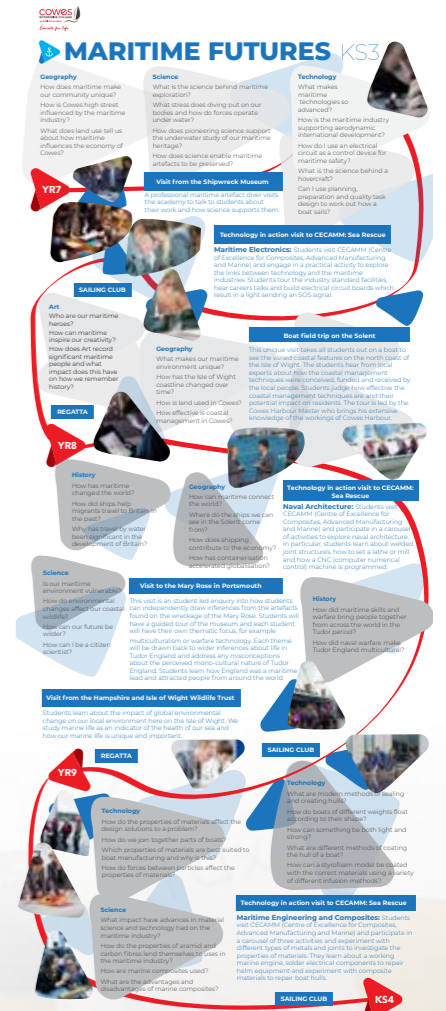 cowes
Educate for life
MARITIME FUTURES KS3
Geography
How does maritime make
our community unique?
How is Cowes high street
influenced by the maritime
industry?
What does land use tell us
about how maritime
influences the economy of
Cowes?
Science
What is the science behind maritime
exploration?
What stress does diving put on our
bodies and how do forces operate
under water?
How does pioneering science support
the underwater study of our maritime
heritage?
How does science enable maritime
artefacts to be preserved?
Technology
What makes
maritime
technologies so
advanced?
How is the maritime industry
supporting aerodynamic
international development?
How do I use an electrical
circuit as a control device for
maritime safety?
What is the science behind a
hovercraft?
Can I use planning,
preparation and quality task
design to work out how a
boat sails?
YR7
Visit from the Shipwreck Museum
A professional maritime artefact diver visits
the academy to talk to students about
their work and how science supports them.
Technology in action visit to CECAMM: Sea Rescue
Maritime Electronics: Students visit CECAMM (Centre
of Excellence for Composites, Advanced Manufacturing
and Marine) and engage in a practical activity to explore
the links between technology and the maritime
industries. Students tour the industry standard facilities,
hear careers talks and build electrical circuit boards which
result in a light sending an SOS signal.
SAILING CLUB
Art
Who are our maritime
heroes?
How can maritime
inspire our creativity?
How does Art record
significant maritime
people and what
impact does this have
on how we remember
history?
Geography
What makes our maritime
environment unique?
How has the Isle of Wight
coastline changed over
time?
How is land used in Cowes?
How effective is coastal
management in Cowes?
Boat field trip on the Solent
This unique visit takes all students out on a boat to
see the varied coastal features on the north coast of
the Isle of Wight. The students hear from local
experts about how the coastal management
techniques were conceived, funded and received by
the local people. Students judge how effective the
coastal management techniques are and their
potential impact on residents. The tour is led by the
Cowes Harbour Master who brings his extensive
knowledge of the workings of Cowes Harbour.
REGATTA
YR8
History
How has maritime
changed the world?
How did ships help
migrants travel to Britain in
the past?
Why has travel by water
been significant in the
development of Britain?
Geography
How can maritime connect
the world?
Where do the ships we can
see in the Solent come
from?
How does shipping
contribute to the economy?
How has containerisation
accelerated globalisation?
Technology in action visit to CECAMM:
Sea Rescue
Naval Architecture: Students visit
CECAMM (Centre of Excellence for
Composites, Advanced Manufacturing
and Marine) and participate in a carousel
of activities to explore naval architecture.
In particular, students learn about welded
joint structures, how to set a lathe or mill
and how a CNC (computer numerical
control) machine is programmed.
Science
Is our marine
environment vulnerable?
How do environmental
changes affect our coastal
wildlife?
How can our future be
wider?
How can I be a citizen
scientist?
Visit to the Mary Rose in Portsmouth
This visit is an student led enquiry into how students
can independently draw inferences from the artefacts
found on the wreckage of the Mary Rose. Students will
have a guided tour of the museum and each student
will have their own thematic focus, for example
multiculturalism or warfare technology. Each theme
will be drawn back to wider inferences about life in
Tudor England and address any misconceptions
about the perceived mono-cultural nature of Tudor
England. Students learn how England was a maritime
lead and attracted people from around the world.
History
How did maritime skills and
warfare bring people together
from across the world in the
Tudor period?
How did naval warfare make
Tudor England multicultural?
Visit from the Hampshire and Isle of Wight Wildlife Trust
Students learn about the impact of global environmental
change on our local environment here on the Isle of Wight. We
study marine life as an indicator of the health of our sea and
how our marine life is unique and important.
REGATTA
SAILING CLUB
YR9
Technology
How do the properties of materials affect the
design solutions to a problem?
How do we join together parts of boats?
Which properties of materials are best suited to
boat manufacturing and why is this?
How do forces between particles affect the
properties of materials?
Technology
What are modern methods of sealing
and creating hulls?
How do boats of different weights float
according to their shape?
How can something be both light and
strong?
What are different methods of coating
the hull of a boat?
How can a styrofoam model be coated
with the correct materials using a variety
of different infusion methods?
Science
What impact have advances in material
science and technology had on the
maritime industry?
How do the properties of aramid and
carbon fibres lend themselves to uses in
the maritime industry?
How are marine composites used?
What are the advantages and
disadvantages of marine composites?
Technology in action visit to CECAMM: Sea Rescue
Maritime Engineering and Composites: Students
visit CECAMM (Centre of Excellence for Composites,
Advanced Manufacturing and Marine) and participate in
a carousel of three activities and experiment with
different types of metals and joints to investigate the
properties of materials. They learn about a working
marine engine, solder electrical components to repair
helm equipment and experiment with composite
materials to repair boat hulls.
SAILING CLUB
KS4